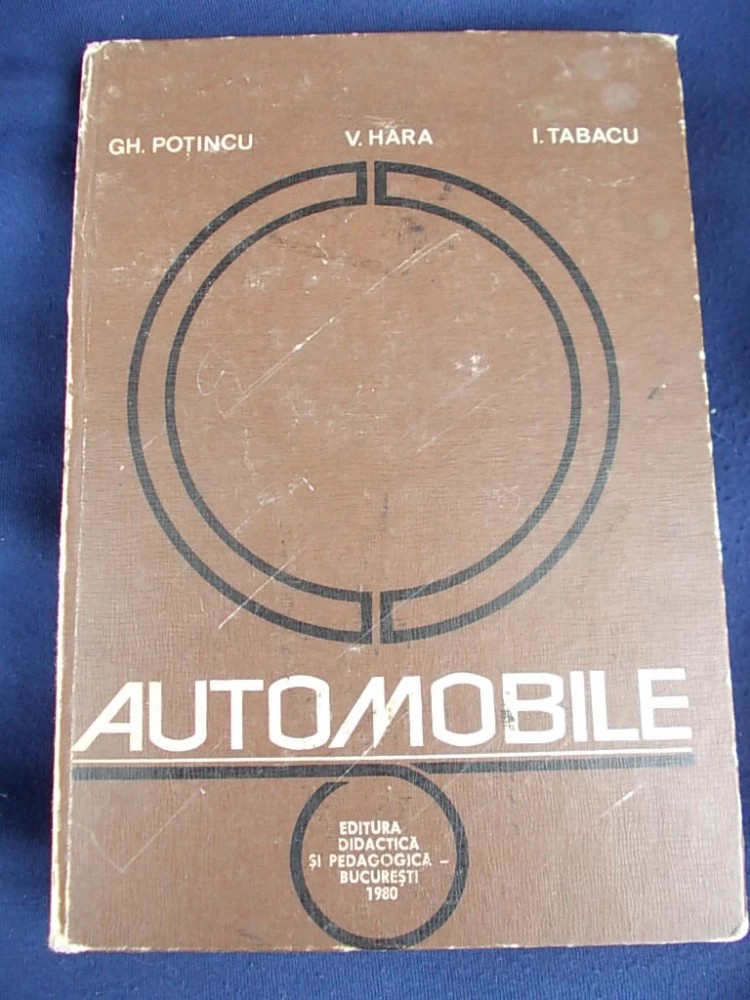 GH. POȚINCU V. HARA I. TABACU
AUTOMOBILE
EDITURA
DIDACTICĂ
ȘI PEDAGOGICĂ –
BUCUREȘTI
1980